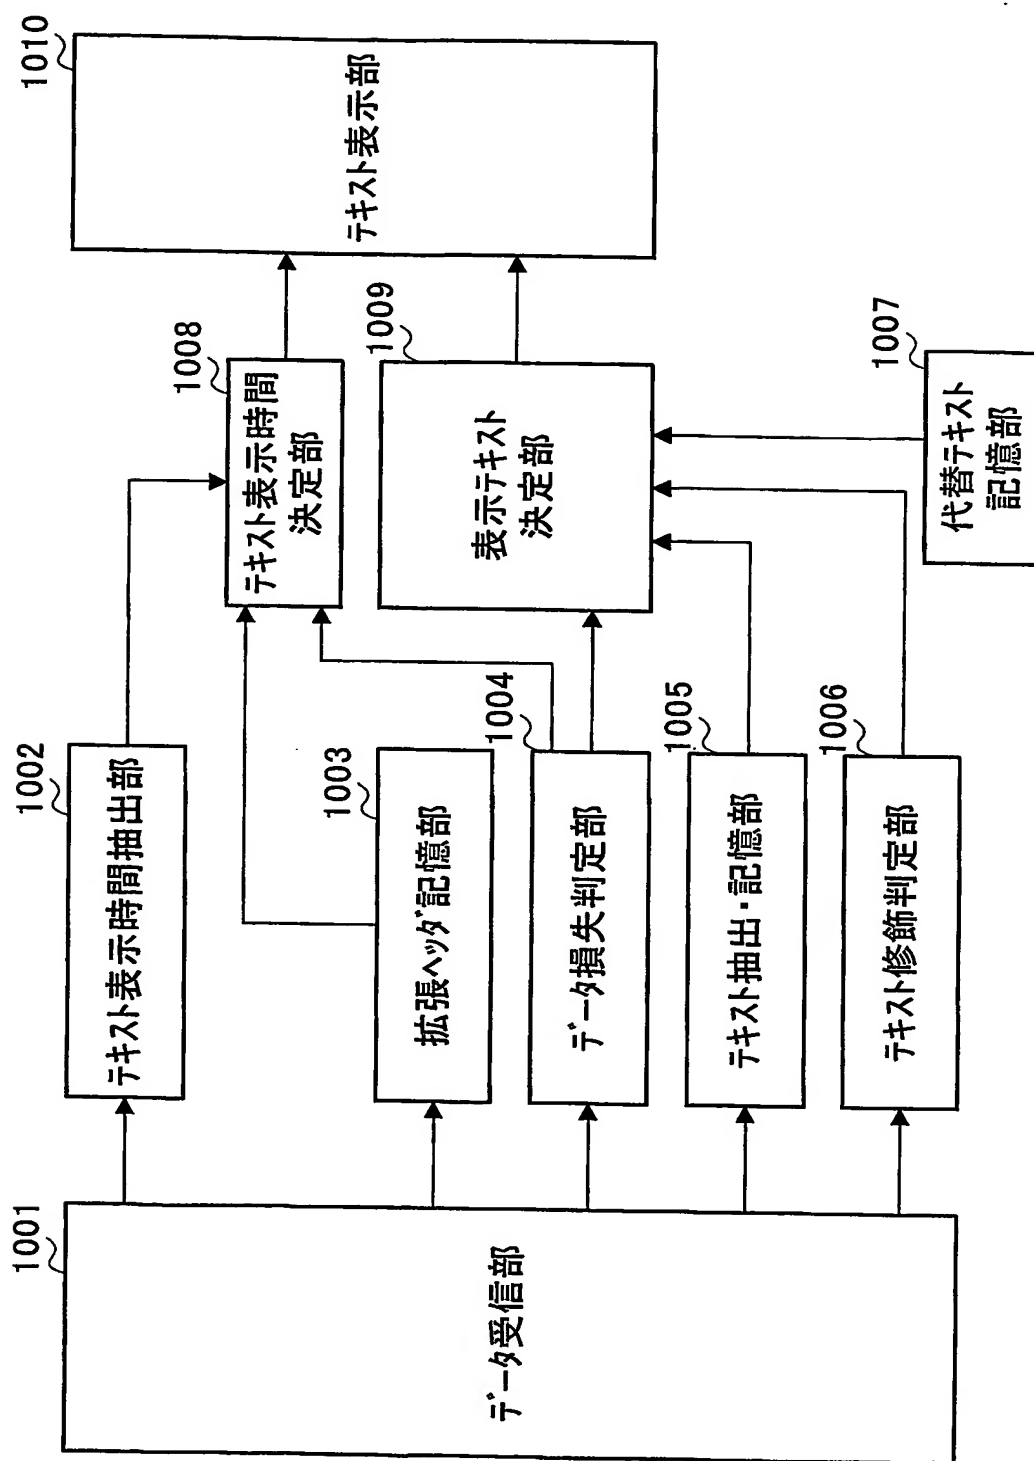 1001
データ受信部
1002
テキスト表示時間抽出部
1003
拡張ヘッダ記憶部
1004
データ損失判定部
1005
テキスト抽出・記憶部
1006
テキスト修飾判定部
1008
テキスト表示時間
決定部
1009
表示テキスト
決定部
1007
代替テキスト
記憶部
1010
テキスト表示部